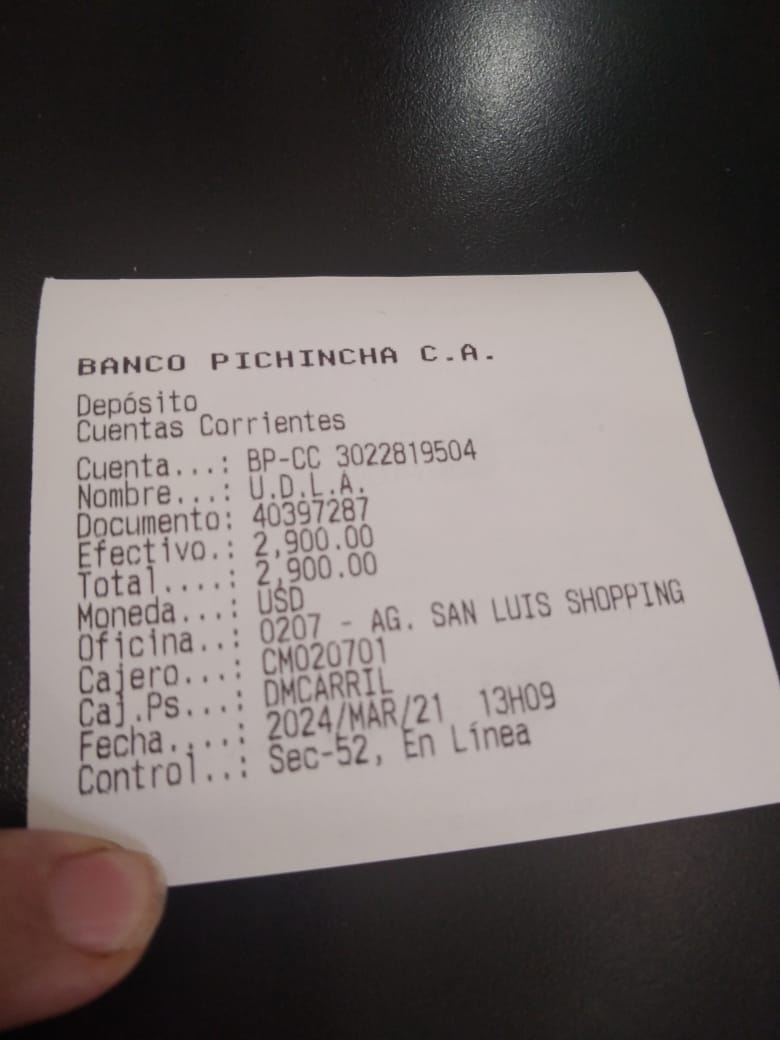 BANCO PICHINCHA C.A.
Depósito
Cuentas Corrientes
Cuenta...: BP-CC 3022819504
Nombre...: U.D.L.A.
Documento: 40397287
Efectivo.: 2,900.00
Total....: 2,900.00
Moneda...: USD
Oficina..: 0207 - AG. SAN LUIS SHOPPING
Cajero...: CM020701
Caj.Ps...: DMCARRIL
Fecha....: 2024/MAR/21 13H09
Control..: Sec-52, En Línea